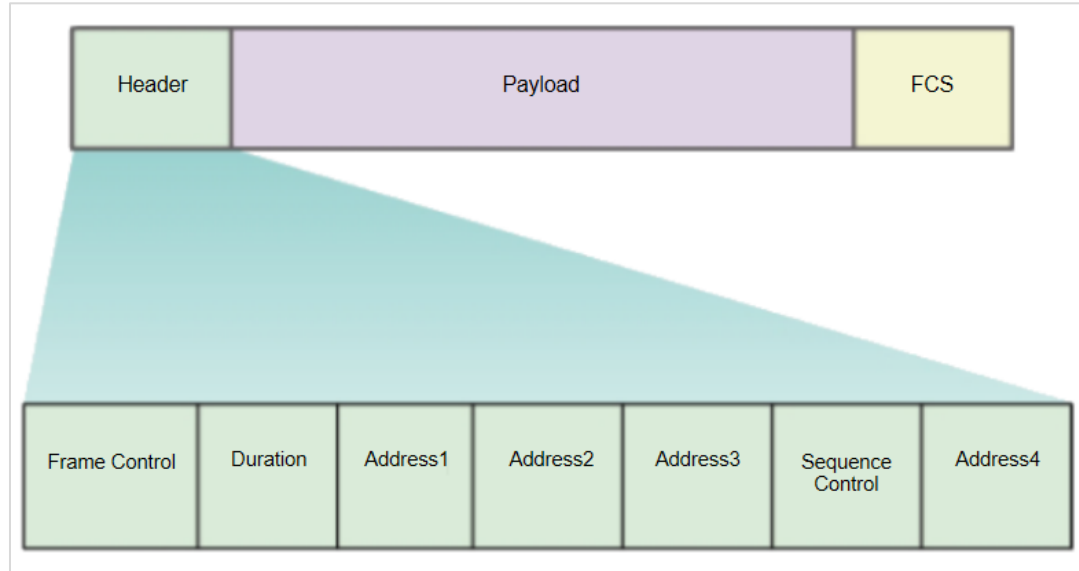 Header
Payload
FCS
Frame Control
Duration
Address1
Address2
Address3
Sequence
Control
Address4